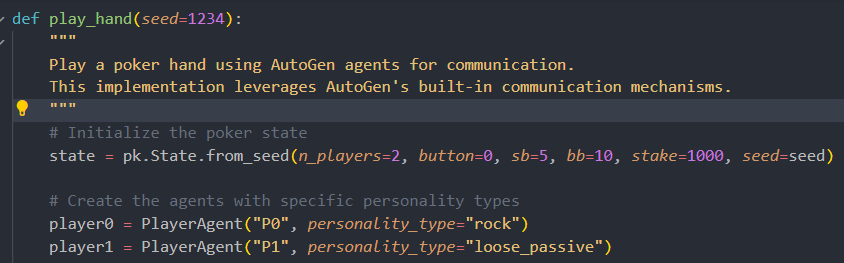 def play_hand(seed=1234):
"""
Play a poker hand using AutoGen agents for communication.
This implementation leverages AutoGen's built-in communication mechanisms.
"""
# Initialize the poker state
state = pk.State.from_seed(n_players=2, button=0, sb=5, bb=10, stake=1000, seed=seed)
# Create the agents with specific personality types
player0 = PlayerAgent("P0", personality_type="rock")
player1 = PlayerAgent("P1", personality_type="loose_passive")